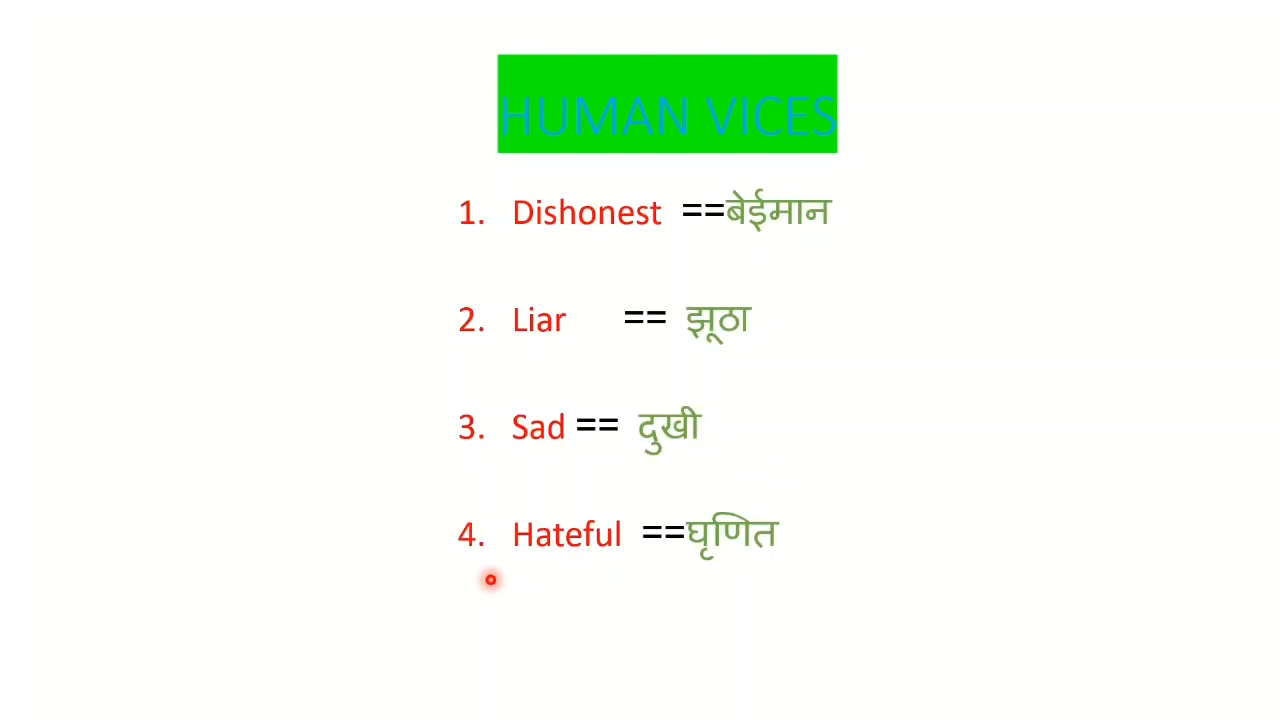 HUMAN VICES
1. Dishonest ==बेईमान
2. Liar == झूठा
3. Sad == दुखी
4. Hateful ==घृणित